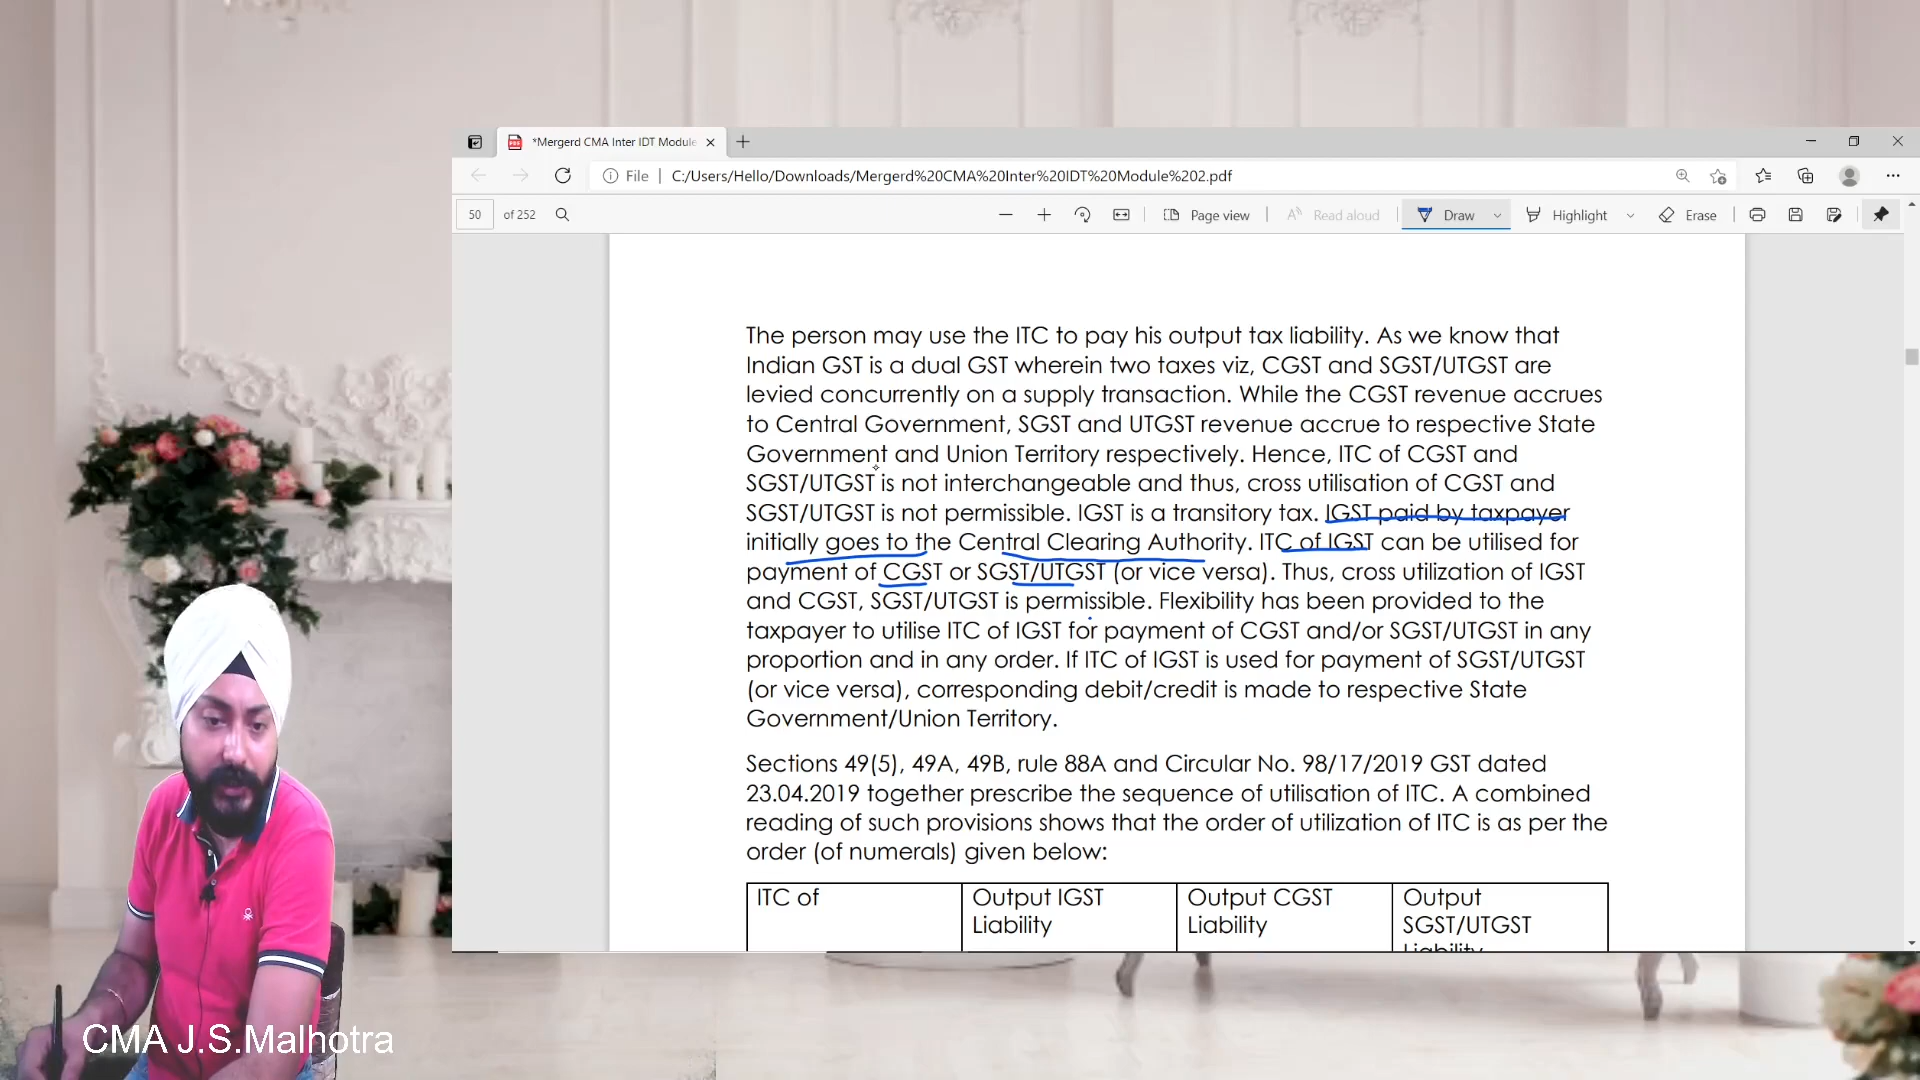 *Mergerd CMA Inter IDT Module
File
C:/Users/Hello/Downloads/Mergerd%20CMA%20Inter%20IDT%20Module%202.pdf
50 of 252
Page view
Read aloud
Draw
Highlight
Erase
The person may use the ITC to pay his output tax liability. As we know that
Indian GST is a dual GST wherein two taxes viz, CGST and SGST/UTGST are
levied concurrently on a supply transaction. While the CGST revenue accrues
to Central Government, SGST and UTGST revenue accrue to respective State
Government and Union Territory respectively. Hence, ITC of CGST and
SGST/UTGST is not interchangeable and thus, cross utilisation of CGST and
SGST/UTGST is not permissible. IGST is a transitory tax. IGST paid by taxpayer
initially goes to the Central Clearing Authority. ITC of IGST can be utilised for
payment of CGST or SGST/UTGST (or vice versa). Thus, cross utilization of IGST
and CGST, SGST/UTGST is permissible. Flexibility has been provided to the
taxpayer to utilise ITC of IGST for payment of CGST and/or SGST/UTGST in any
proportion and in any order. If ITC of IGST is used for payment of SGST/UTGST
(or vice versa), corresponding debit/credit is made to respective State
Government/Union Territory.
Sections 49(5), 49A, 49B, rule 88A and Circular No. 98/17/2019 GST dated
23.04.2019 together prescribe the sequence of utilisation of ITC. A combined
reading of such provisions shows that the order of utilization of ITC is as per the
order (of numerals) given below:
ITC of
Output IGST
Liability
Output CGST
Liability
Output
SGST/UTGST
Liability
CMA J.S.Malhotra